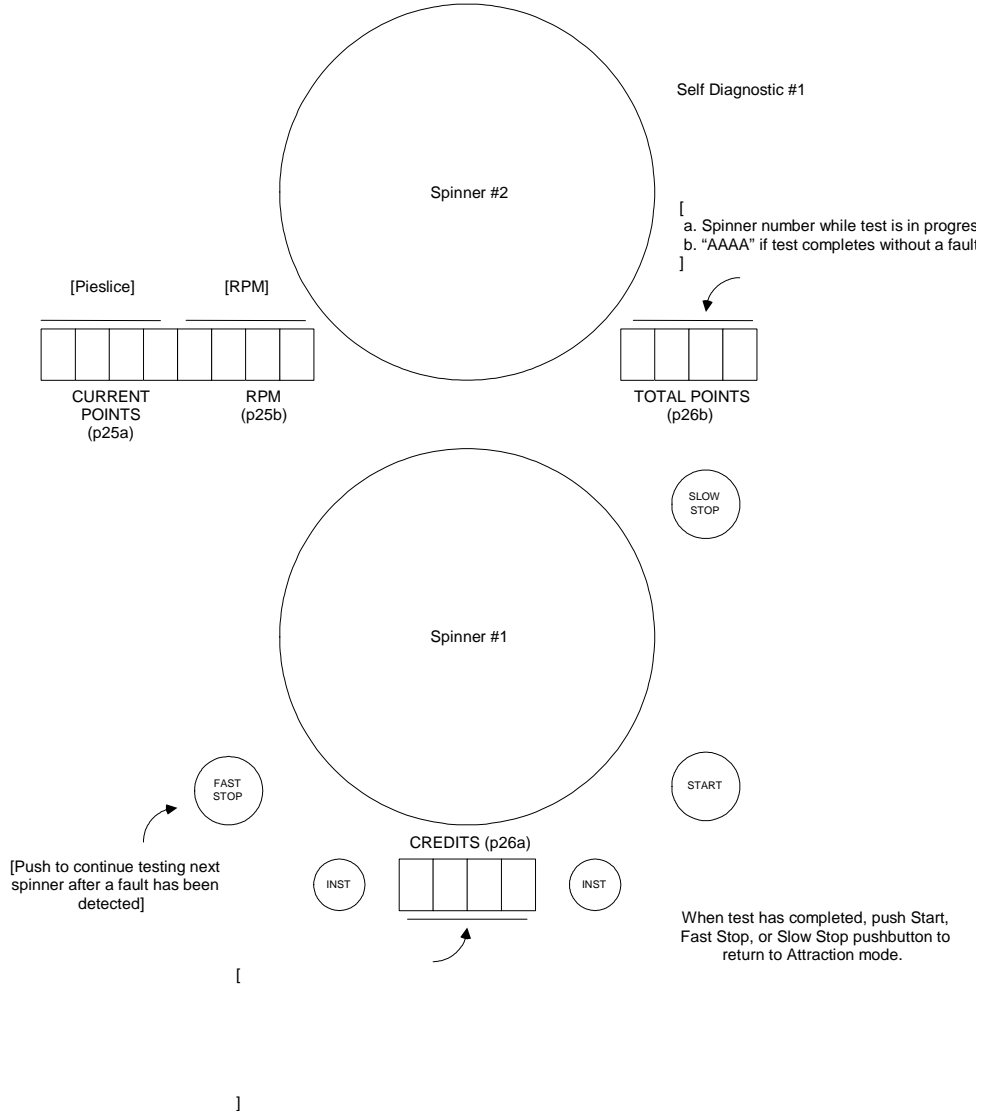 Self Diagnostic #1
Spinner #2
[
a. Spinner number while test is in progres
b. “AAAA” if test completes without a fault
]
[Pieslice]
[RPM]
CURRENT
POINTS
(p25a)
RPM
(p25b)
TOTAL POINTS
(p26b)
SLOW
STOP
Spinner #1
FAST
STOP
START
[Push to continue testing next
spinner after a fault has been
detected]
CREDITS (p26a)
INST
INST
When test has completed, push Start,
Fast Stop, or Slow Stop pushbutton to
return to Attraction mode.
[
]